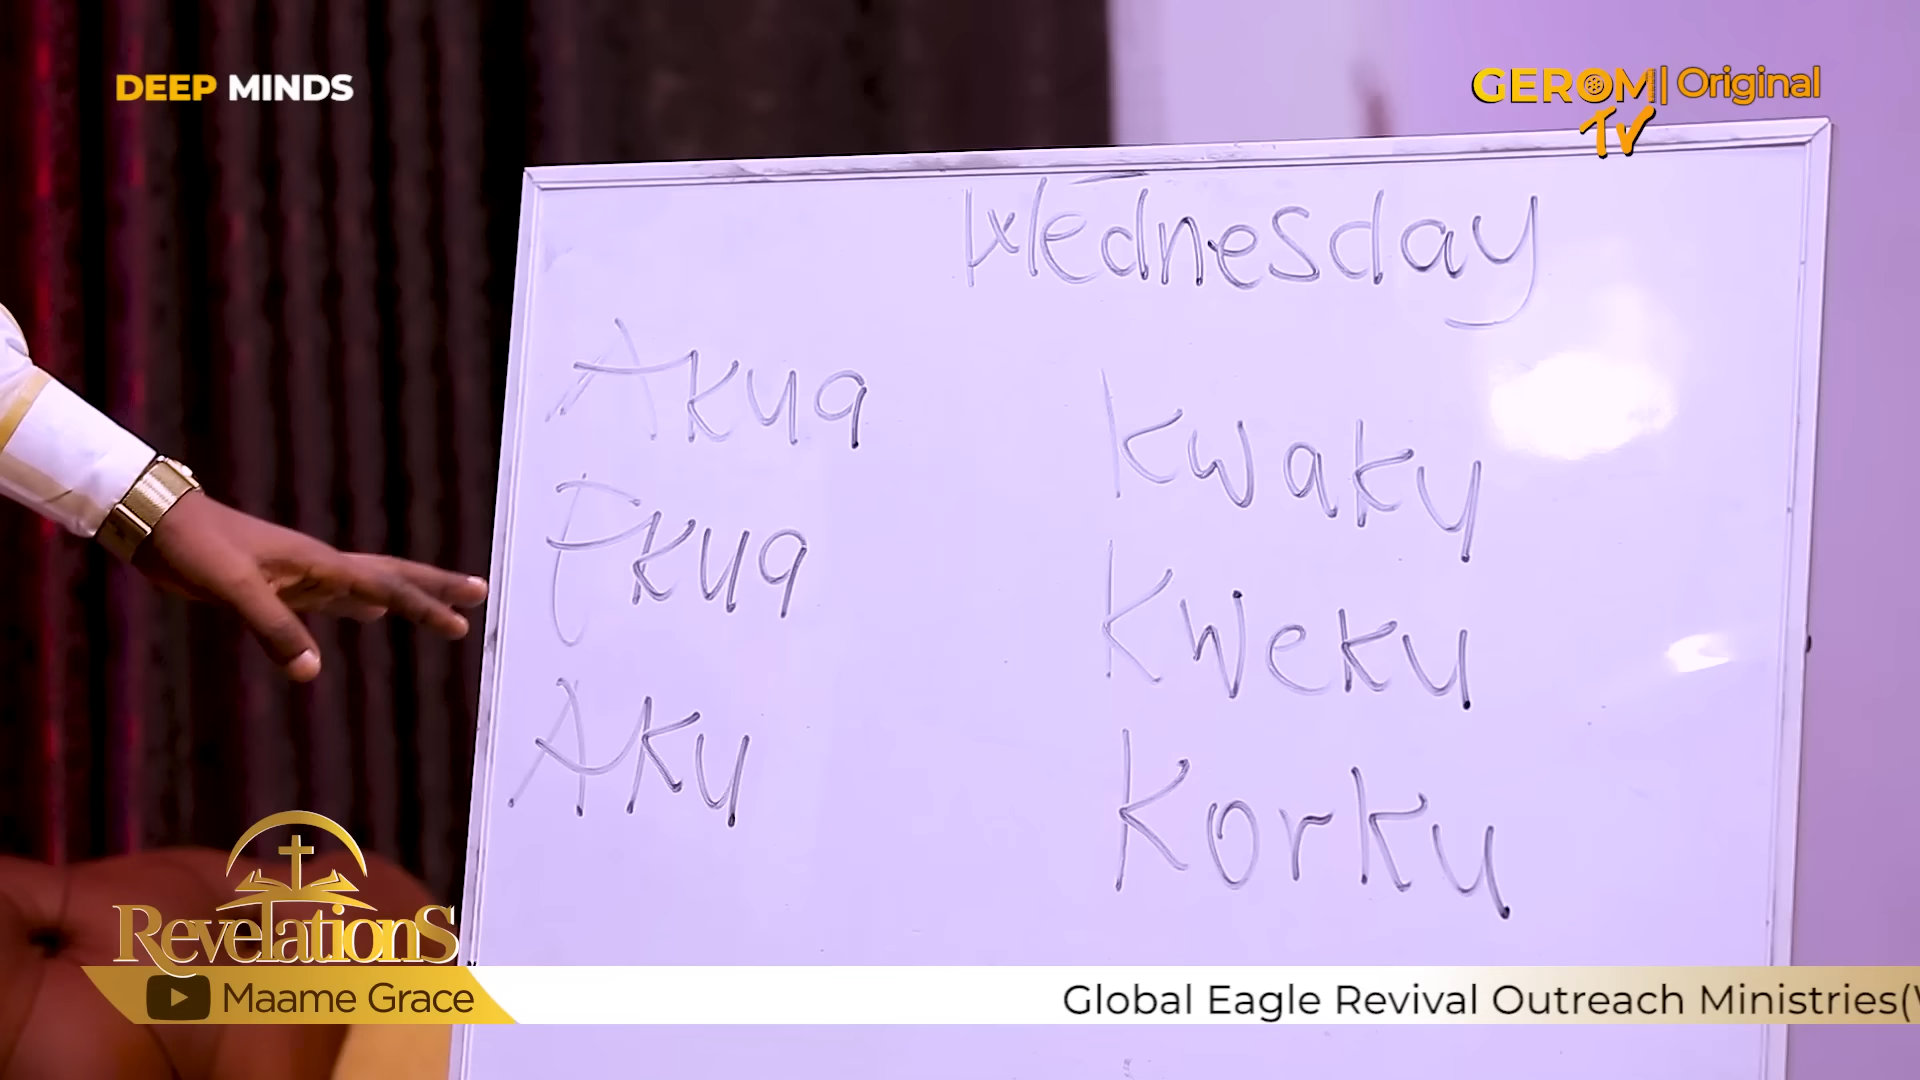 DEEP MINDS
GEROM TV | Original
Wednesday
Akua
Kwaku
Ekua
Kweku
Aku
Korku
Revelations
Maame Grace
Global Eagle Revival Outreach Ministries(